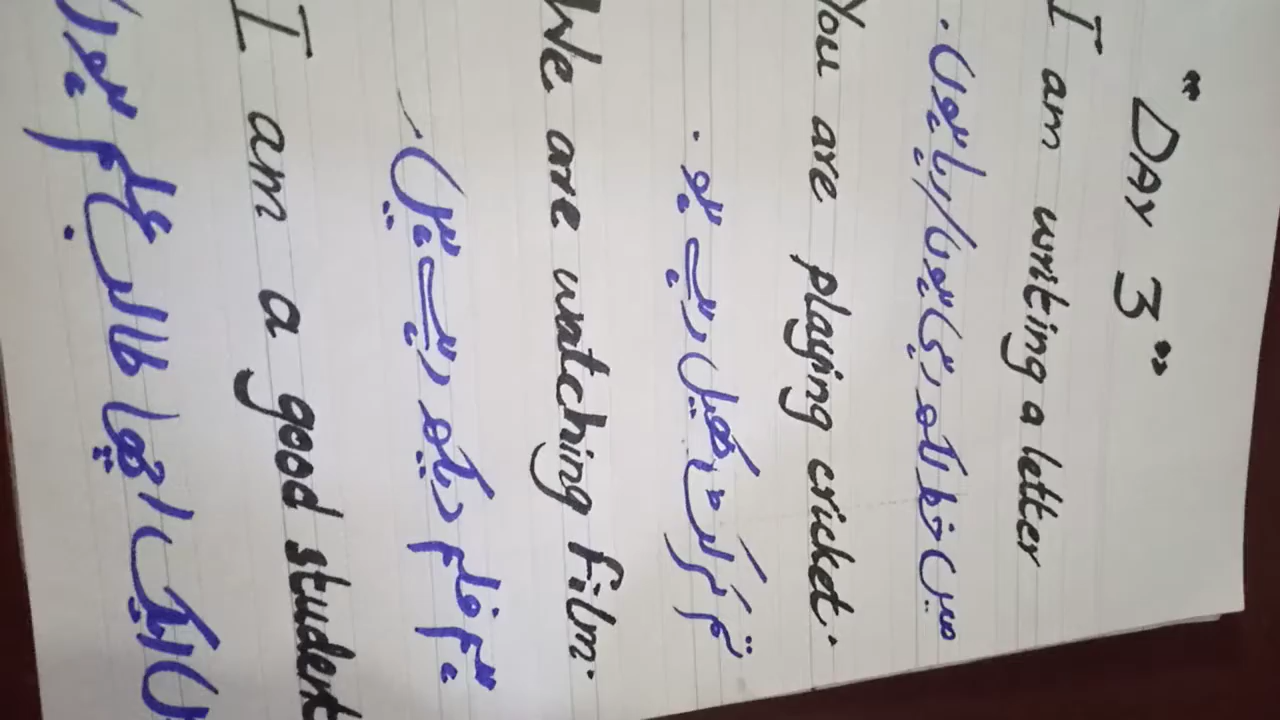 "DAY 3"
I am writing a letter
میں خط لکھ رہی ہوں/رہا ہوں.
You are playing cricket.
تم کرکٹ کھیل رہے ہو.
We are watching film.
ہم فلم دیکھ رہے ہیں.
I am a good student
ایک اچھا طالب علم ہوں